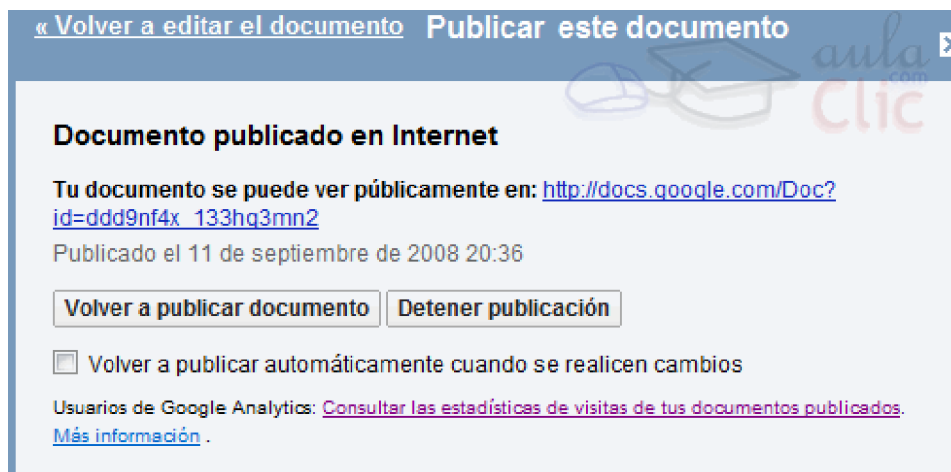 « Volver a editar el documento Publicar este documento
aula
.com
Clic
Documento publicado en Internet
Tu documento se puede ver públicamente en: http://docs.google.com/Doc?
id=ddd9nf4x_133hq3mn2
Publicado el 11 de septiembre de 2008 20:36
Volver a publicar documento Detener publicación
Volver a publicar automáticamente cuando se realicen cambios
Usuarios de Google Analytics: Consultar las estadísticas de visitas de tus documentos publicados.
Más información .